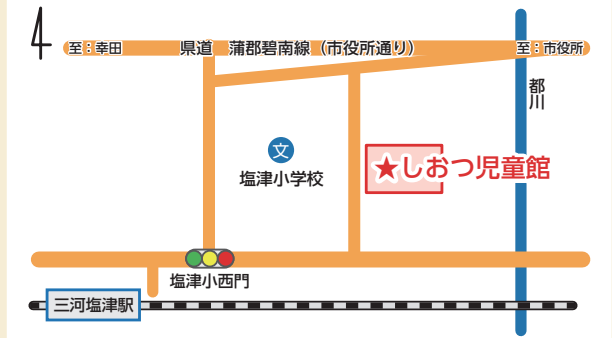 至：幸田
県道 蒲郡碧南線（市役所通り）
至：市役所
都川
文
塩津小学校
★しおつ児童館
塩津小西門
三河塩津駅